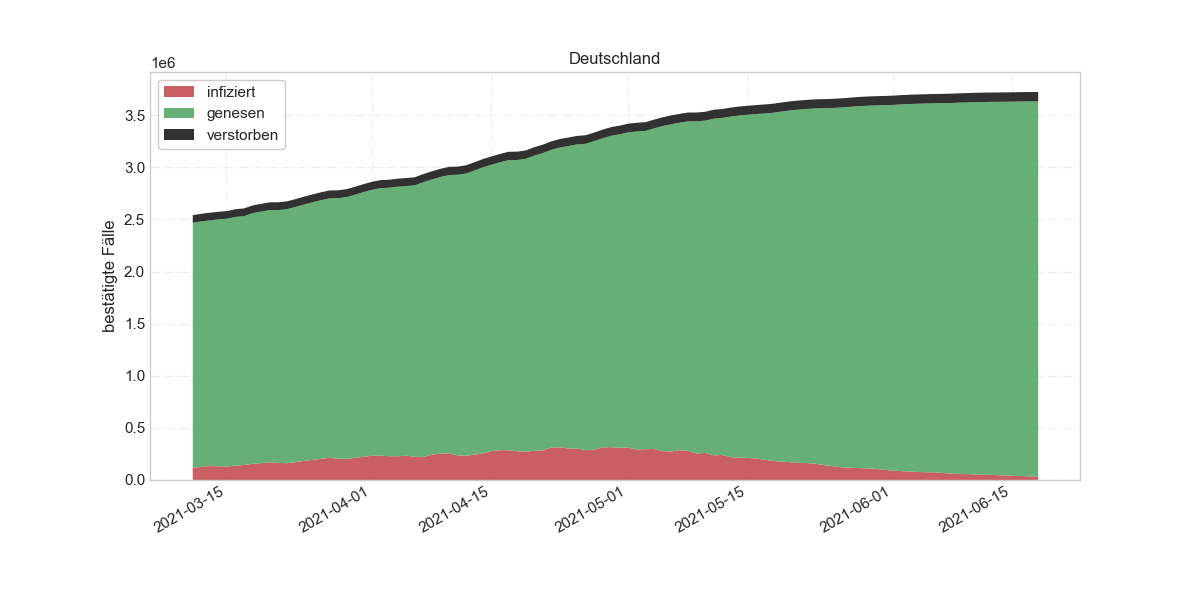 Deutschland
1e6
infiziert
genesen
verstorben
bestätigte Fälle
3.5
3.0
2.5
2.0
1.5
1.0
0.5
0.0
2021-03-15
2021-04-01
2021-04-15
2021-05-01
2021-05-15
2021-06-01
2021-06-15